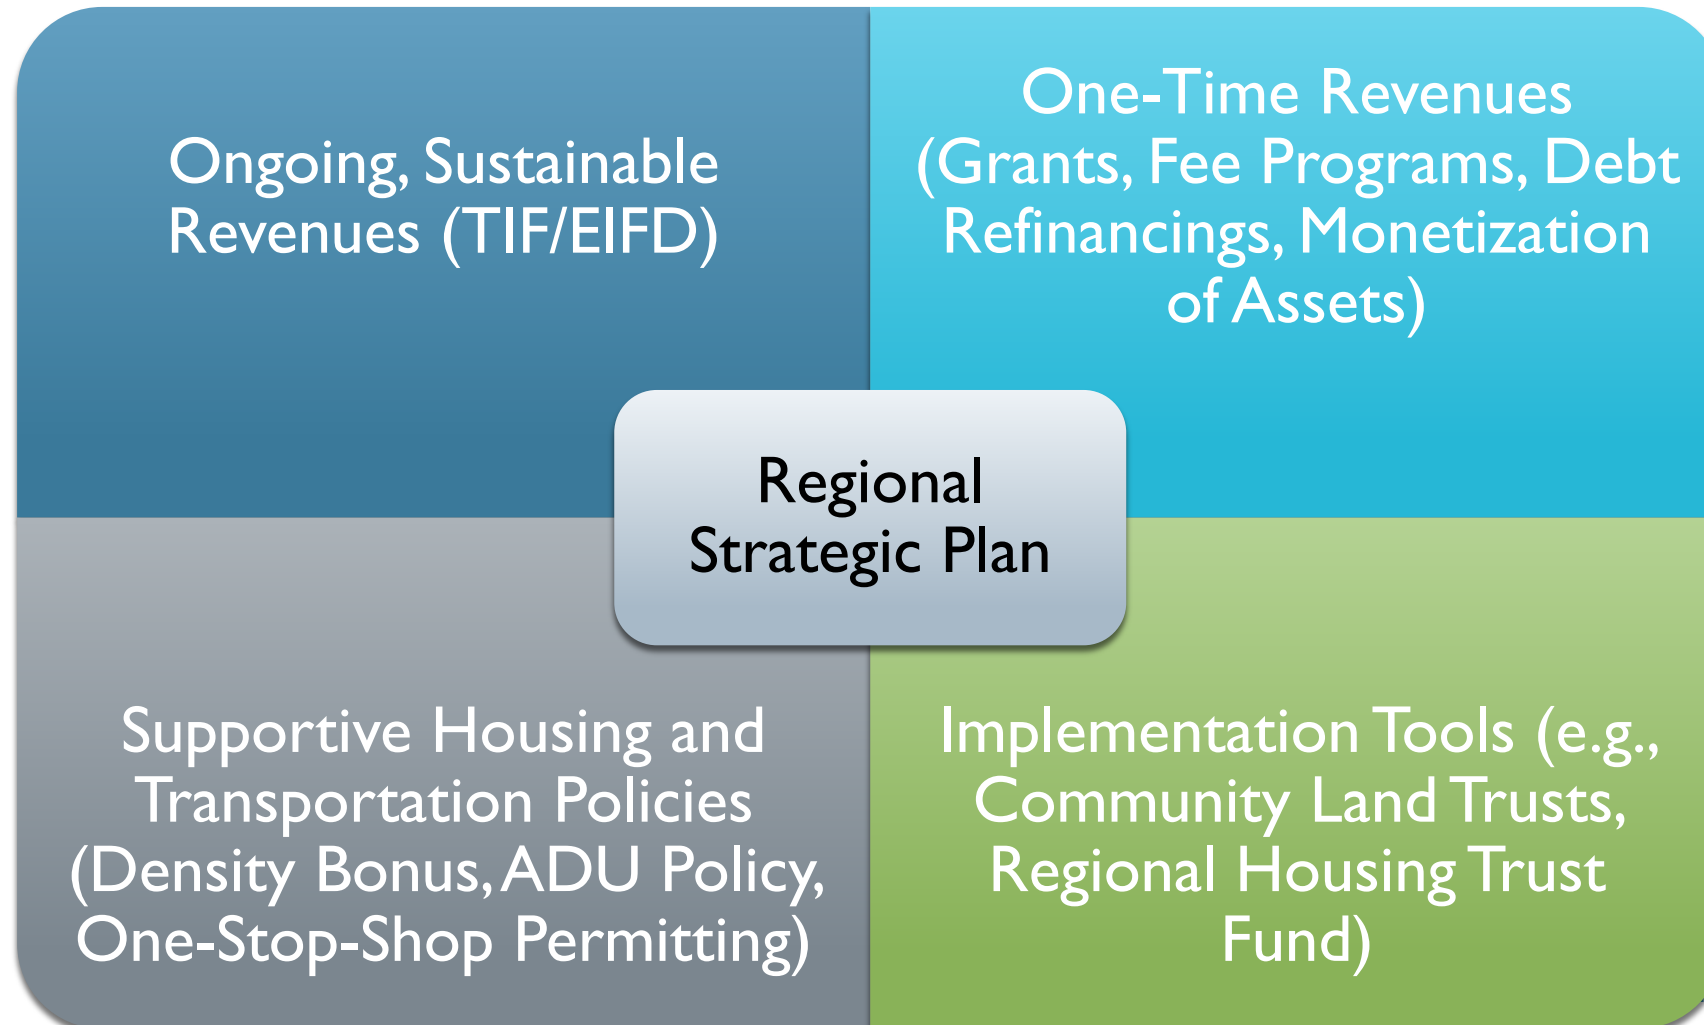 Ongoing, Sustainable
Revenues (TIF/EIFD)
One-Time Revenues
(Grants, Fee Programs, Debt
Refinancings, Monetization
of Assets)
Regional
Strategic Plan
Supportive Housing and
Transportation Policies
(Density Bonus, ADU Policy,
One-Stop-Shop Permitting)
Implementation Tools (e.g.,
Community Land Trusts,
Regional Housing Trust
Fund)